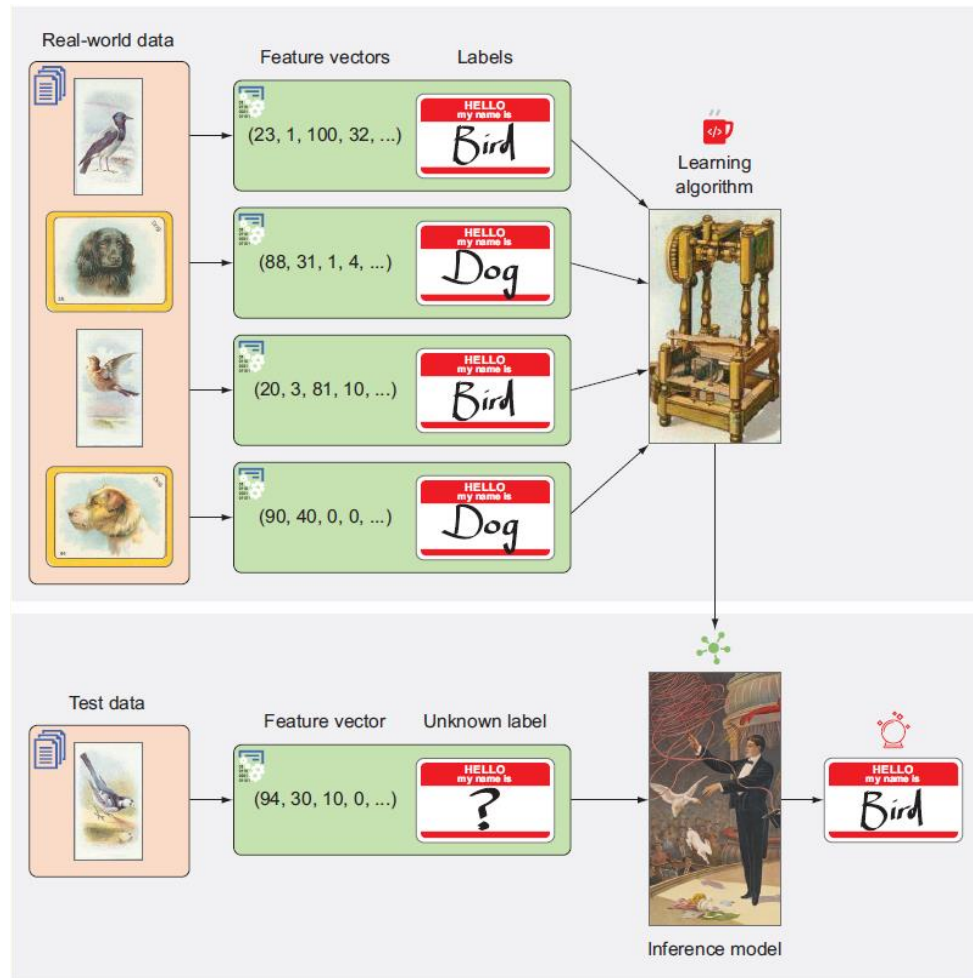 Real-world data
Feature vectors
Labels
(23, 1, 100, 32, ...)
HELLO
my name is
Bird
Learning
algorithm
(88, 31, 1, 4, ...)
HELLO
my name is
Dog
(20, 3, 81, 10, ...)
HELLO
my name is
Bird
(90, 40, 0, 0, ...)
HELLO
my name is
Dog
Test data
Feature vector
Unknown label
(94, 30, 10, 0, ...)
HELLO
my name is
?
HELLO
my name is
Bird
Inference model